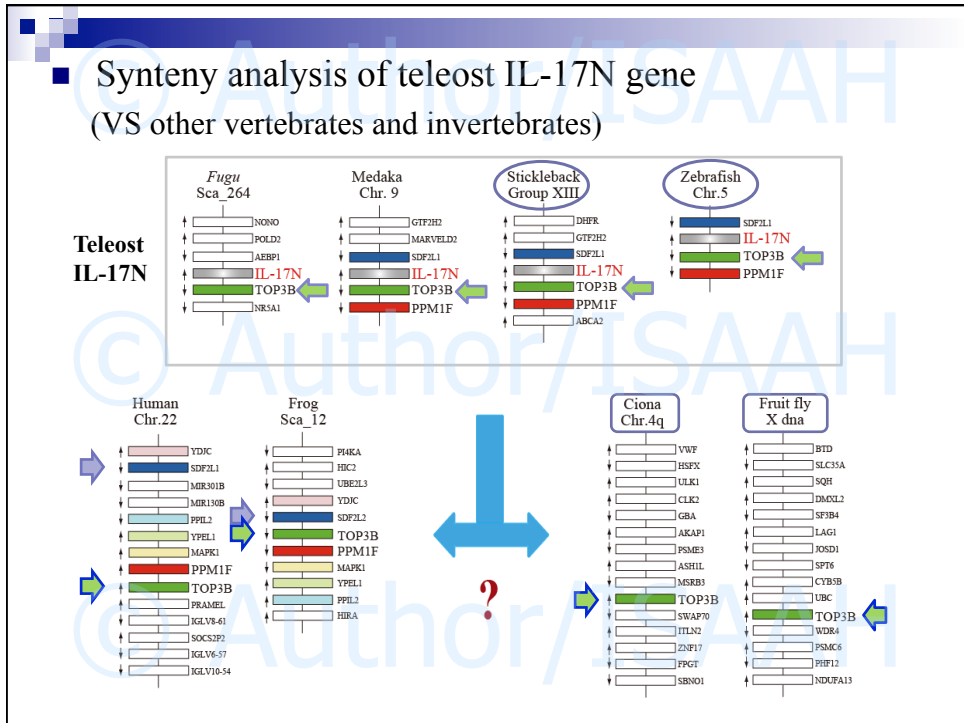 © Author/ISAAH
Synteny analysis of teleost IL-17N gene
(VS other vertebrates and invertebrates)
Teleost
IL-17N
Fugu
Sca_264
NONO
POLD2
AEBP1
IL-17N
TOP3B
NR5A1
Medaka
Chr. 9
GTF2H2
MARVELD2
SDF2L1
IL-17N
TOP3B
PPM1F
Stickleback
Group XIII
DHFR
GTF2H2
SDF2L1
IL-17N
TOP3B
PPM1F
ABCA2
Zebrafish
Chr.5
SDF2L1
IL-17N
TOP3B
PPM1F
© Author/ISAAH
Human
Chr.22
YDJC
SDF2L1
MIR301B
MIR130B
PPIL2
YPEL1
MAPK1
PPM1F
TOP3B
PRAMEL
IGLV8-61
SOCS2P2
IGLV6-57
IGLV10-54
Frog
Sca_12
PI4KA
HIC2
UBE2L3
YDJC
SDF2L2
TOP3B
PPM1F
MAPK1
YPEL1
PPIL2
HIRA
?
Ciona
Chr.4q
VWF
HSFX
ULK1
CLK2
GBA
AKAP1
PSME3
ASH1L
MSRB3
TOP3B
SWAP70
ITLN2
ZNF17
FPGT
SBNO1
Fruit fly
X dna
BTD
SLC35A
SQH
DMXL2
SF3B4
LAG1
JOSD1
SPT6
CYB5B
UBC
TOP3B
WDR4
PSMC6
PHF12
NDUFA13
© Author/ISAAH